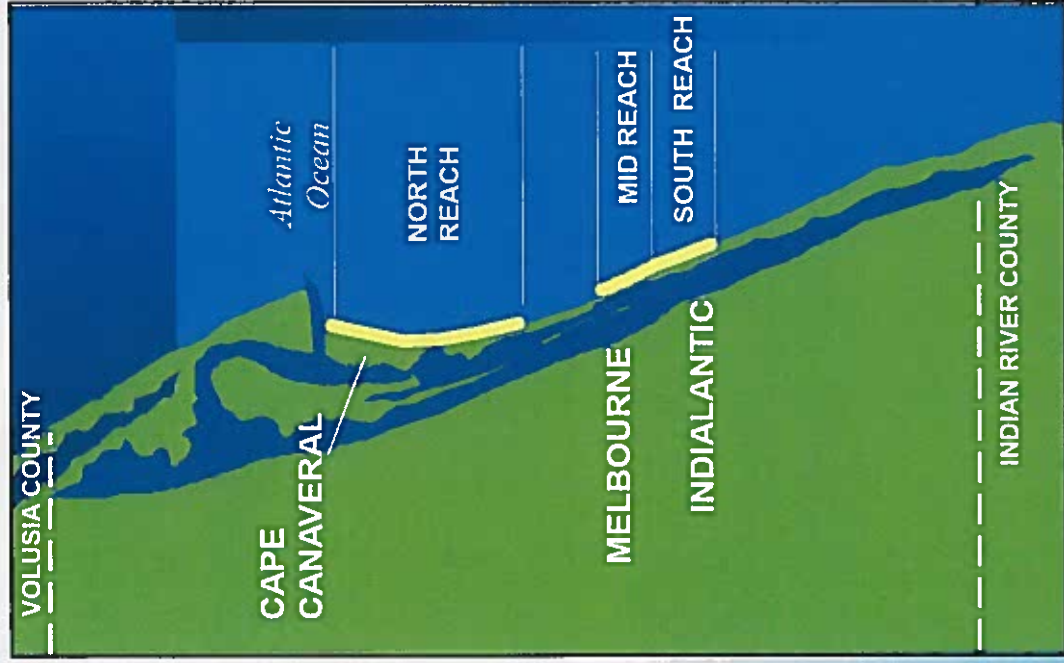 VOLUSIA COUNTY
Atlantic
Ocean
CAPE
CANAVERAL
NORTH
REACH
MELBOURNE
MID REACH
INDIALANTIC
SOUTH REACH
INDIAN RIVER COUNTY